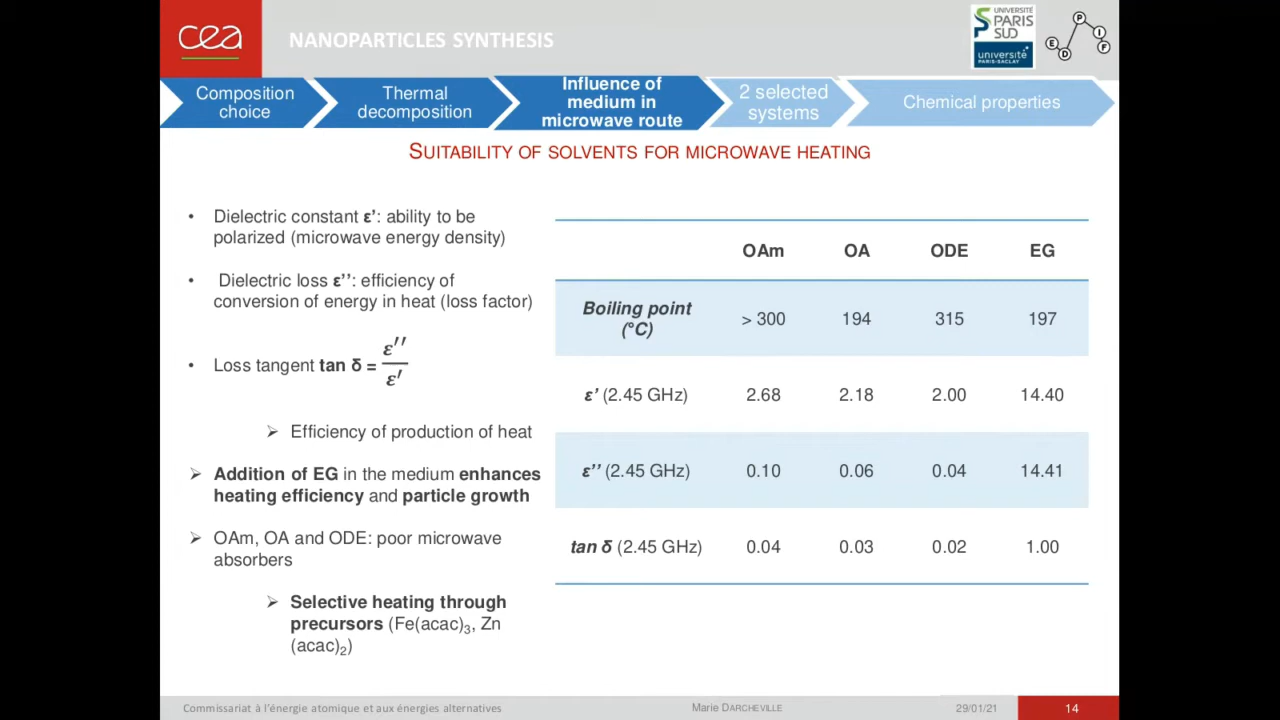 cea
NANOPARTICLES SYNTHESIS
UNIVERSITÉ
PARIS
SUD
université
PARIS-SACLAY
P
I
E
D
F
Composition
choice
Thermal
decomposition
Influence of
medium in
microwave route
2 selected
systems
Chemical properties
SUITABILITY OF SOLVENTS FOR MICROWAVE HEATING
• Dielectric constant ε’: ability to be
polarized (microwave energy density)
• Dielectric loss ε’’: efficiency of
conversion of energy in heat (loss factor)
• Loss tangent tan δ = ε′′/ε′
➢ Efficiency of production of heat
➢ Addition of EG in the medium enhances
heating efficiency and particle growth
➢ OAm, OA and ODE: poor microwave
absorbers
➢ Selective heating through
precursors (Fe(acac)₃, Zn
(acac)₂)
OAm OA ODE EG
Boiling point
(°C) > 300 194 315 197
ε’ (2.45 GHz) 2.68 2.18 2.00 14.40
ε’’ (2.45 GHz) 0.10 0.06 0.04 14.41
tan δ (2.45 GHz) 0.04 0.03 0.02 1.00
Commissariat à l’énergie atomique et aux énergies alternatives
Marie DARCHEVILLE
29/01/21
14